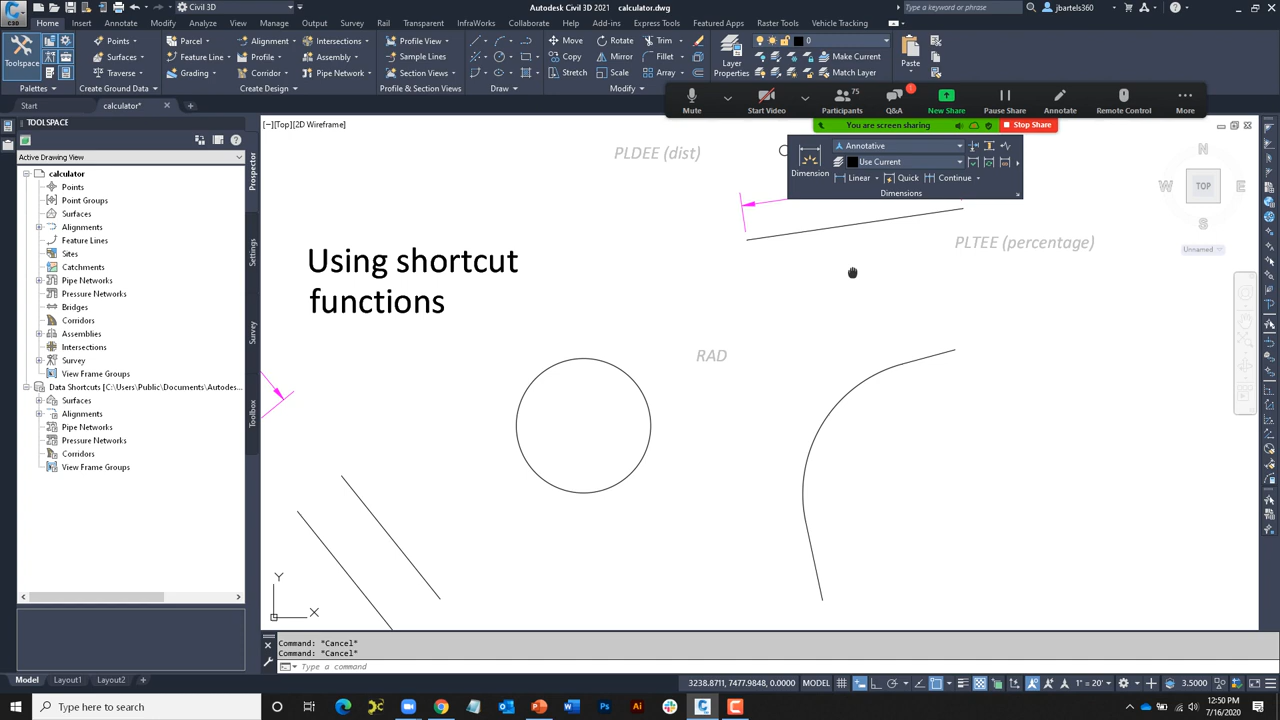 Civil 3D
Autodesk Civil 3D 2021 calculator.dwg
Type a keyword or phrase
jbartels360
Home Insert Annotate Modify Analyze View Manage Output Survey Rail Transparent InfraWorks Collaborate Help Add-ins Express Tools Featured Apps Raster Tools Vehicle Tracking
Points Parcel Alignment Intersections Profile View Move Rotate Trim 0
Surfaces Feature Line Profile Assembly Sample Lines Copy Mirror Fillet Make Current
Toolspace Traverse Grading Corridor Pipe Network Section Views Stretch Scale Array Layer Properties Match Layer Paste
Palettes Create Ground Data Create Design Profile & Section Views Draw Modify
Start calculator*
75 1
Mute Start Video Participants Q&A New Share Pause Share Annotate Remote Control More
You are screen sharing Stop Share
TOOLSPACE
[−][Top][2D Wireframe]
Active Drawing View
calculator
Points
Point Groups
Surfaces
Alignments
Feature Lines
Sites
Catchments
Pipe Networks
Pressure Networks
Bridges
Corridors
Assemblies
Intersections
Survey
View Frame Groups
Data Shortcuts [C:\Users\Public\Documents\Autodes...
Surfaces
Alignments
Pipe Networks
Pressure Networks
Corridors
View Frame Groups
Prospector
Settings
Survey
Toolbox
PLDEE (dist)
Annotative
Use Current
Dimension
Linear Quick Continue
Dimensions
N
W TOP E
S
Unnamed
PLTEE (percentage)
Using shortcut
functions
RAD
Y
X
Command: *Cancel*
Command: *Cancel*
Type a command
Model Layout1 Layout2
3238.8711, 7477.9848, 0.0000 MODEL 1" = 20' 3.5000
Type here to search
12:50 PM
7/16/2020